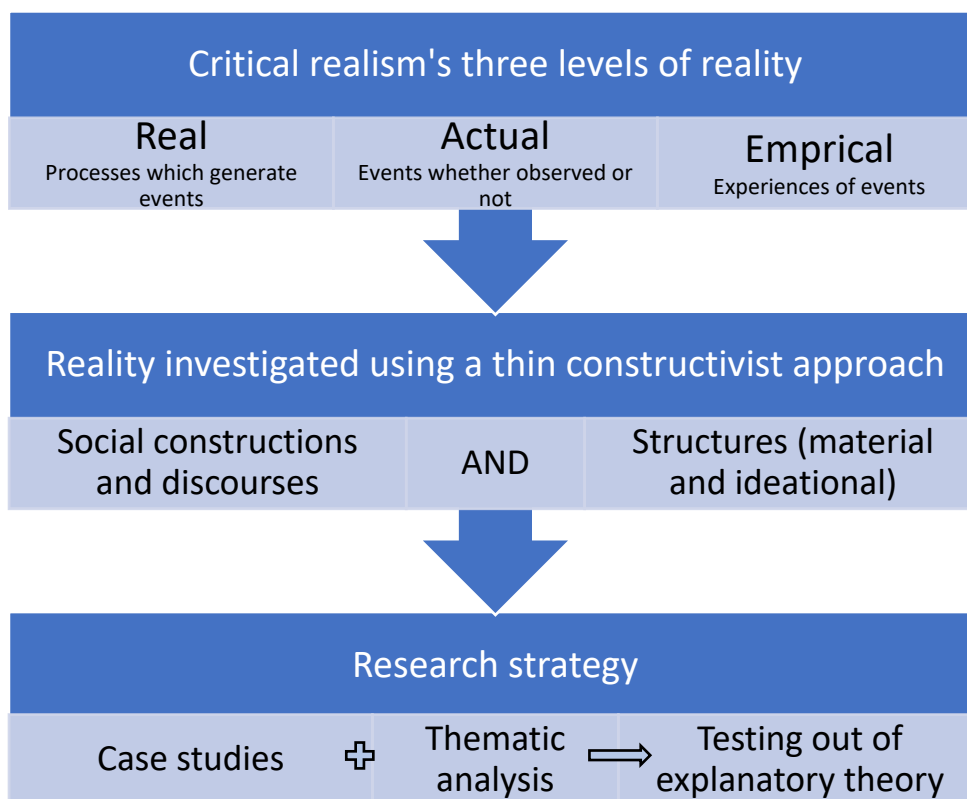 Critical realism's three levels of reality
Real
Processes which generate
events
Actual
Events whether observed or
not
Emprical
Experiences of events
Reality investigated using a thin constructivist approach
Social constructions
and discourses
AND
Structures (material
and ideational)
Research strategy
Case studies
Thematic
analysis
Testing out of
explanatory theory